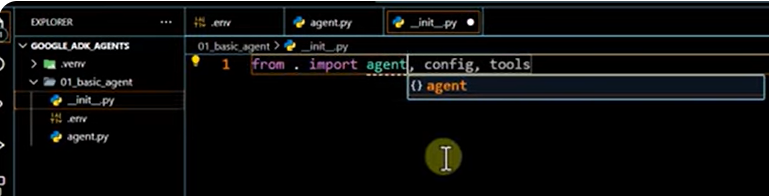 EXPLORER ...
.env
agent.py
__init__.py
GOOGLE_ADK_AGENTS
.venv
01_basic_agent
__init__.py
.env
agent.py
01_basic_agent > __init__.py
1 from . import agent, config, tools
{} agent